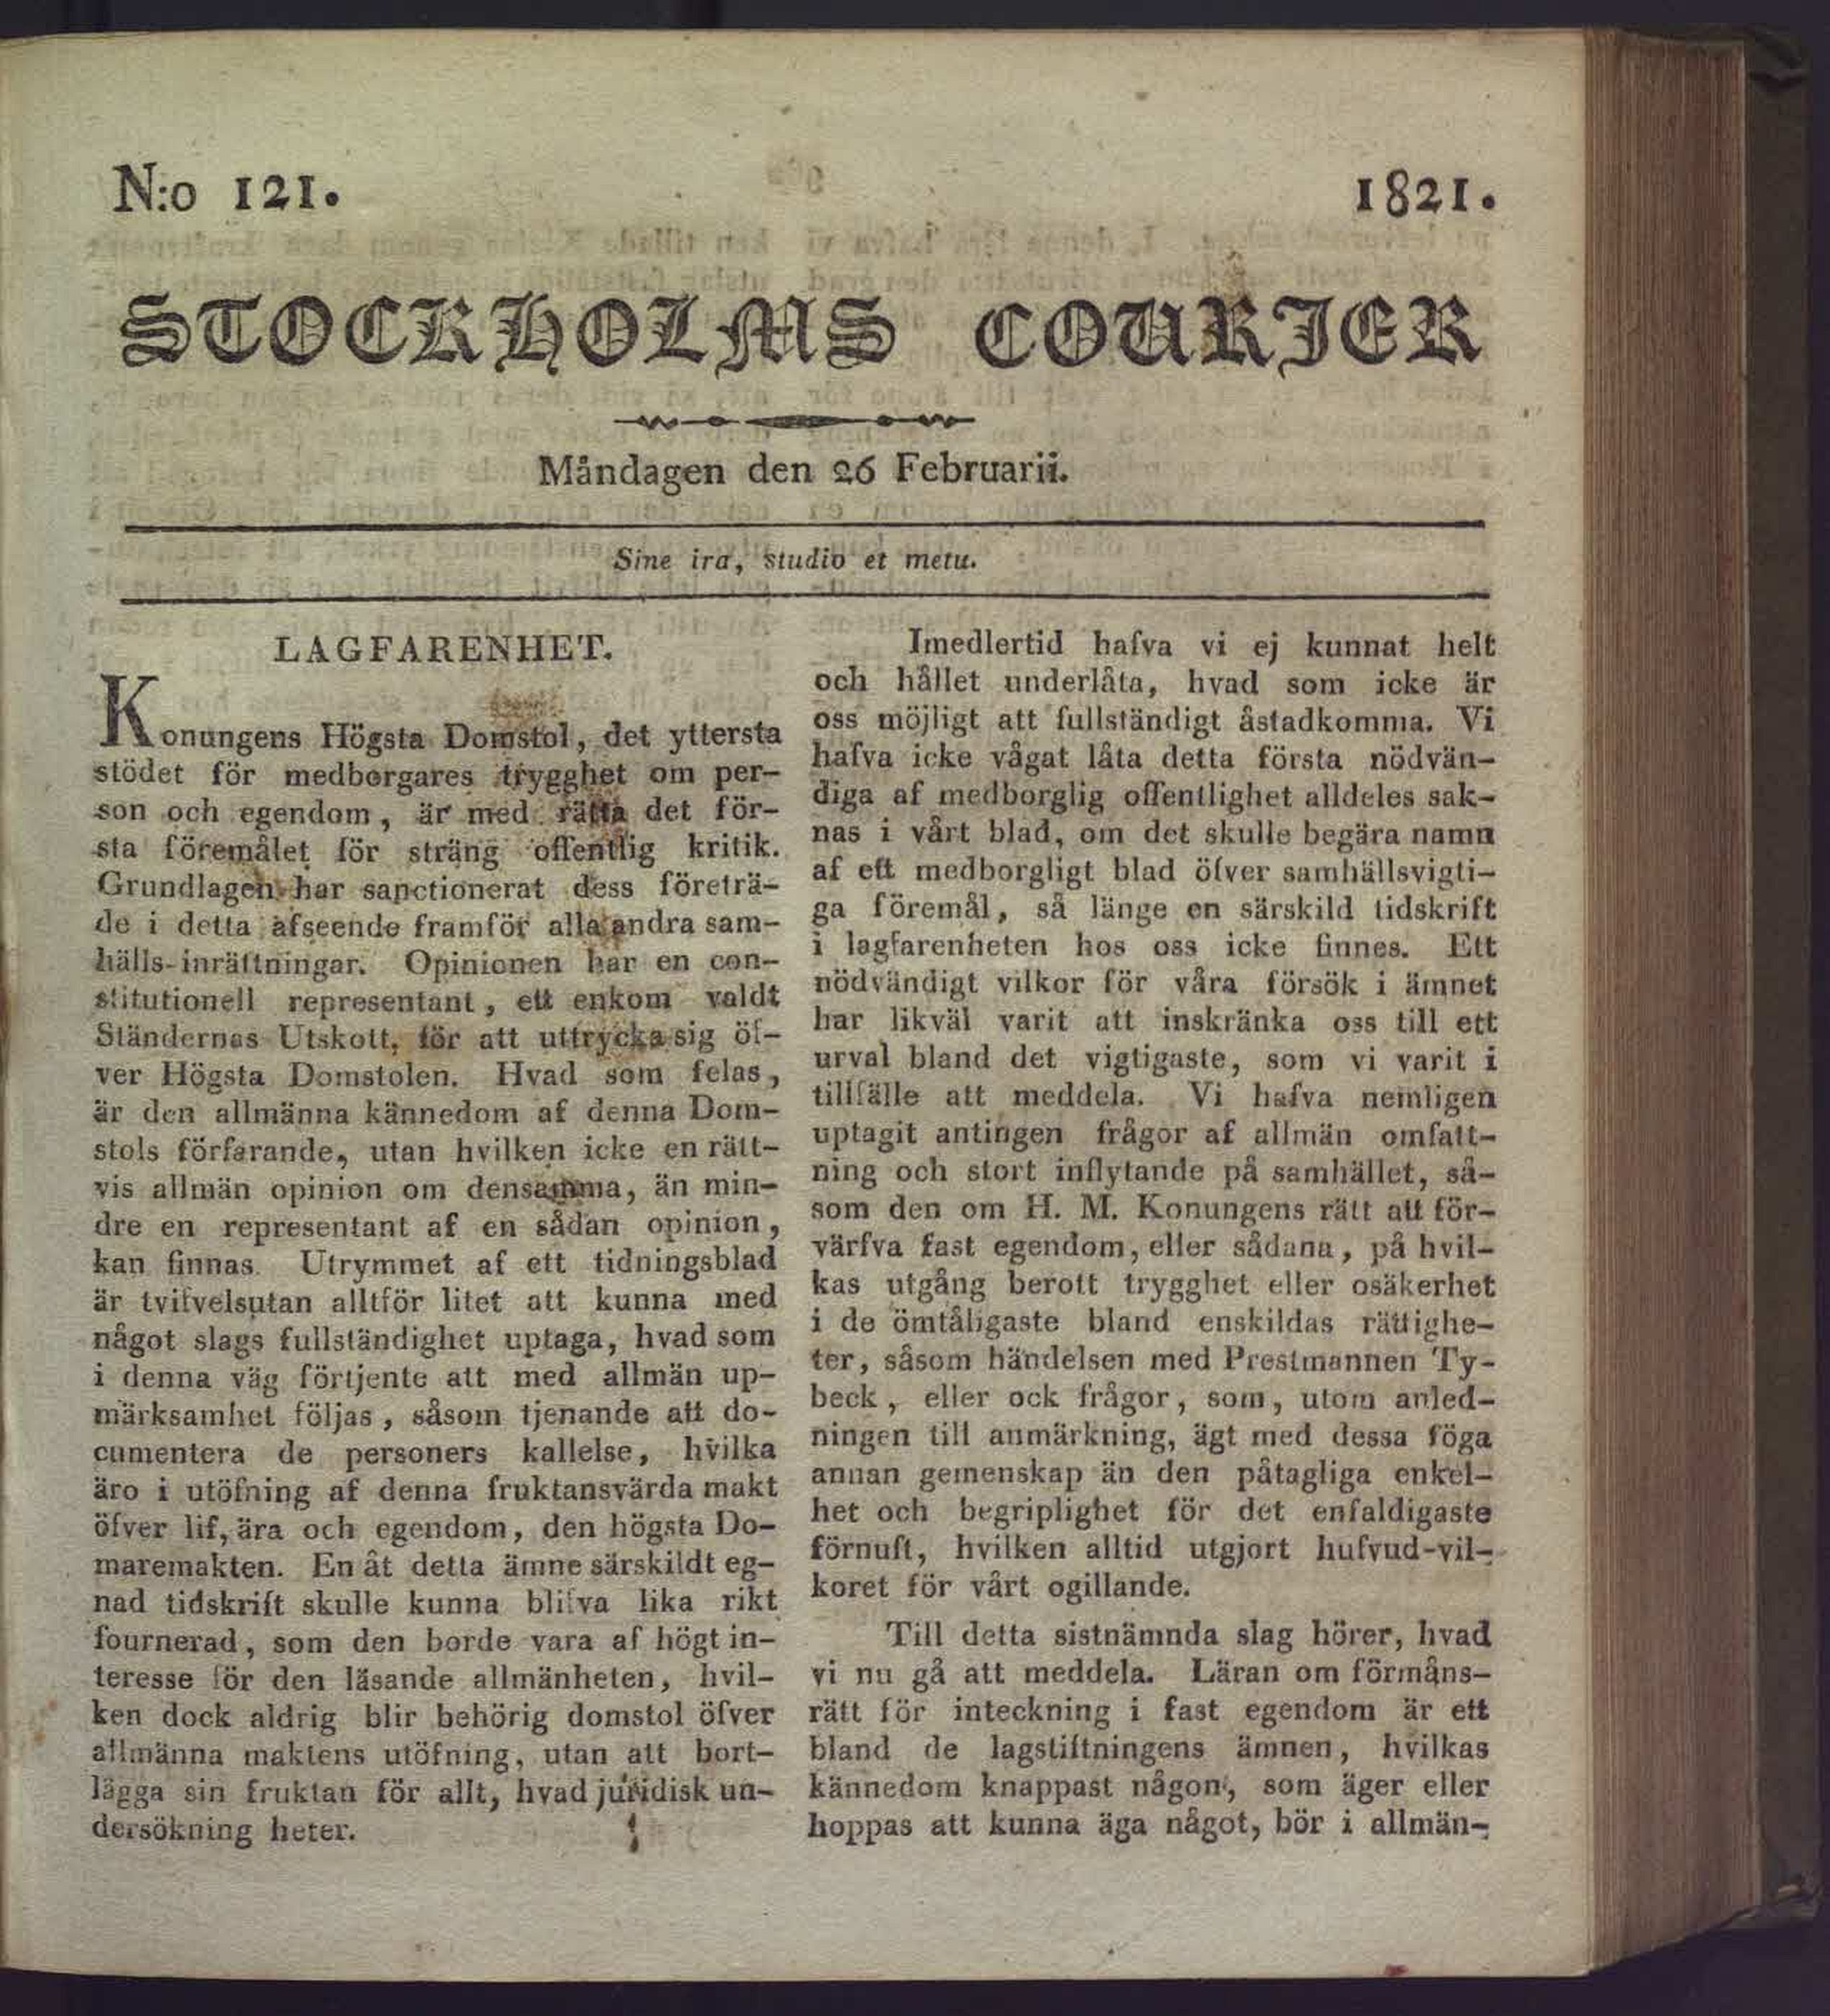 N:o 121.
1821.
STOCKHOLMS COURIER
Måndagen den 26 Februarii.
Sine ira, studio et metu.
LAGFARENHET.
Konungens Högsta Domstol, det yttersta
stödet för medborgares trygghet om per-
son och egendom, är med rätta det för-
sta föremålet för sträng offentlig kritik.
Grundlagen har sanctionerat dess företrä-
de i detta afseende framför alla andra sam-
hälls-inrättningar. Opinionen har en con-
stitutionell representant, ett enkom valdt
Ständernas Utskott, för att uttrycka sig öf-
ver Högsta Domstolen. Hvad som felas,
är den allmänna kännedom af denna Dom-
stols förfarande, utan hvilken icke en rätt-
vis allmän opinion om densamma, än min-
dre en representant af en sådan opinion,
kan finnas. Utrymmet af ett tidningsblad
är tvifvelsutan alltför litet att kunna med
något slags fullständighet uptaga, hvad som
i denna väg förtjente att med allmän up-
märksamhet följas, såsom tjenande att do-
cumentera de personers kallelse, hvilka
äro i utöfning af denna fruktansvärda makt
öfver lif, ära och egendom, den högsta Do-
maremakten. En åt detta ämne särskildt eg-
nad tidskrift skulle kunna blifva lika rikt
fournerad, som den borde vara af högt in-
teresse för den läsande allmänheten, hvil-
ken dock aldrig blir behörig domstol öfver
allmänna maktens utöfning, utan att bort-
lägga sin fruktan för allt, hvad juridisk un-
dersökning heter.
Imedlertid hafva vi ej kunnat helt
och hållet underlåta, hvad som icke är
oss möjligt att fullständigt åstadkomma. Vi
hafva icke vågat låta detta första nödvän-
diga af medborglig offentlighet alldeles sak-
nas i vårt blad, om det skulle begära namn
af ett medborgligt blad öfver samhällsvigti-
ga föremål, så länge en särskild tidskrift
i lagfarenheten hos oss icke finnes. Ett
nödvändigt vilkor för våra försök i ämnet
har likväl varit att inskränka oss till ett
urval bland det vigtigaste, som vi varit i
tillfälle att meddela. Vi hafva nemligen
uptagit antingen frågor af allmän omfatt-
ning och stort inflytande på samhället, så-
som den om H. M. Konungens rätt att för-
värfva fast egendom, eller sådana, på hvil-
kas utgång berott trygghet eller osäkerhet
i de ömtåligaste bland enskildas rättighe-
ter, såsom händelsen med Prestmannen Ty-
beck, eller ock frågor, som, utom anled-
ningen till anmärkning, ägt med dessa föga
annan gemenskap än den påtagliga enkel-
het och begriplighet för det enfaldigaste
förnuft, hvilken alltid utgjort hufvud-vil-
koret för vårt ogillande.
Till detta sistnämnda slag hörer, hvad
vi nu gå att meddela. Läran om förmåns-
rätt för inteckning i fast egendom är ett
bland de lagstiftningens ämnen, hvilkas
kännedom knappast någon, som äger eller
hoppas att kunna äga något, bör i allmän-